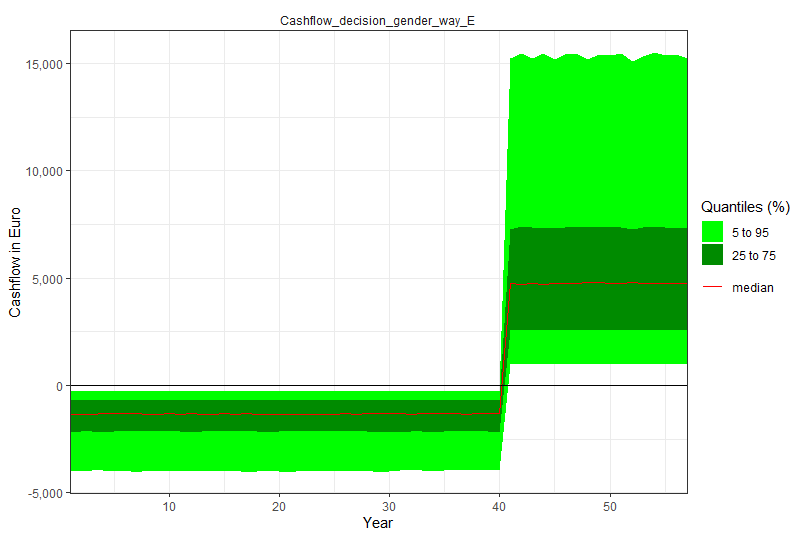 Cashflow_decision_gender_way_E
Cashflow in Euro
15,000
10,000
5,000
0
-5,000
10
20
30
40
50
Year
Quantiles (%)
5 to 95
25 to 75
median